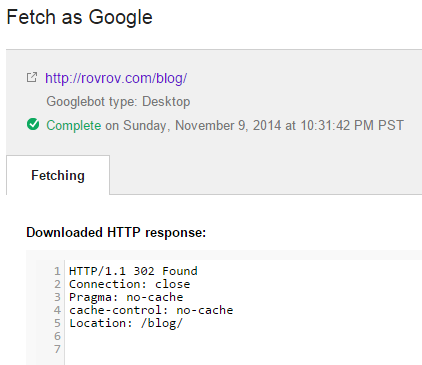 Fetch as Google
http://rovrov.com/blog/
Googlebot type: Desktop
Complete on Sunday, November 9, 2014 at 10:31:42 PM PST
Fetching
Downloaded HTTP response:
1 HTTP/1.1 302 Found
2 Connection: close
3 Pragma: no-cache
4 cache-control: no-cache
5 Location: /blog/
6
7